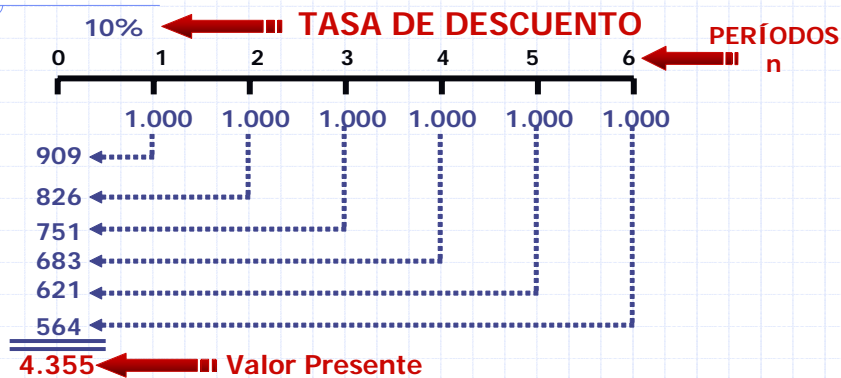 10% TASA DE DESCUENTO
PERÍODOS
n
0 1 2 3 4 5 6
1.000 1.000 1.000 1.000 1.000 1.000
909
826
751
683
621
564
4.355 Valor Presente